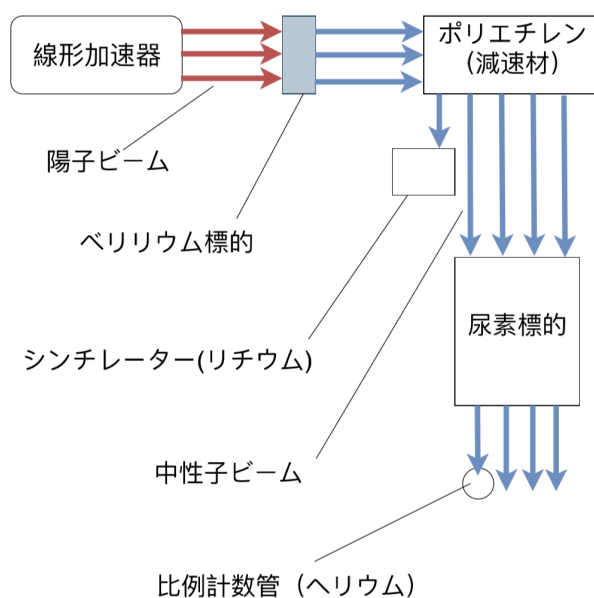 線形加速器
ポリエチレン
(減速材)
陽子ビーム
ベリリウム標的
尿素標的
シンチレーター(リチウム)
中性子ビーム
比例計数管（ヘリウム）